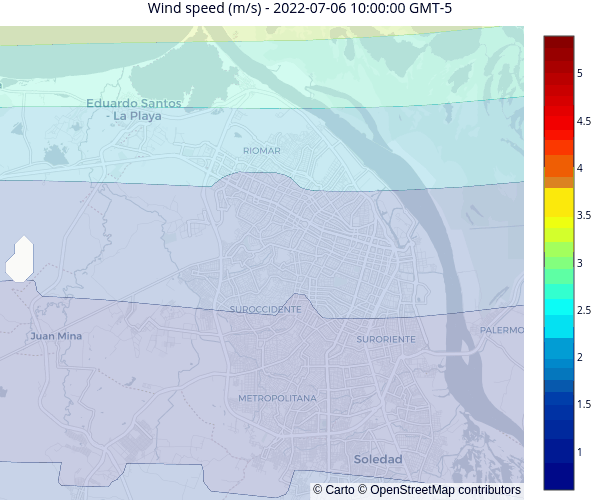 Wind speed (m/s) - 2022-07-06 10:00:00 GMT-5
Eduardo Santos
- La Playa
RIOMAR
SUROCCIDENTE
Juan Mina
SURORIENTE
PALERMO
METROPOLITANA
Soledad
© Carto © OpenStreetMap contributors
5
4.5
4
3.5
3
2.5
2
1.5
1